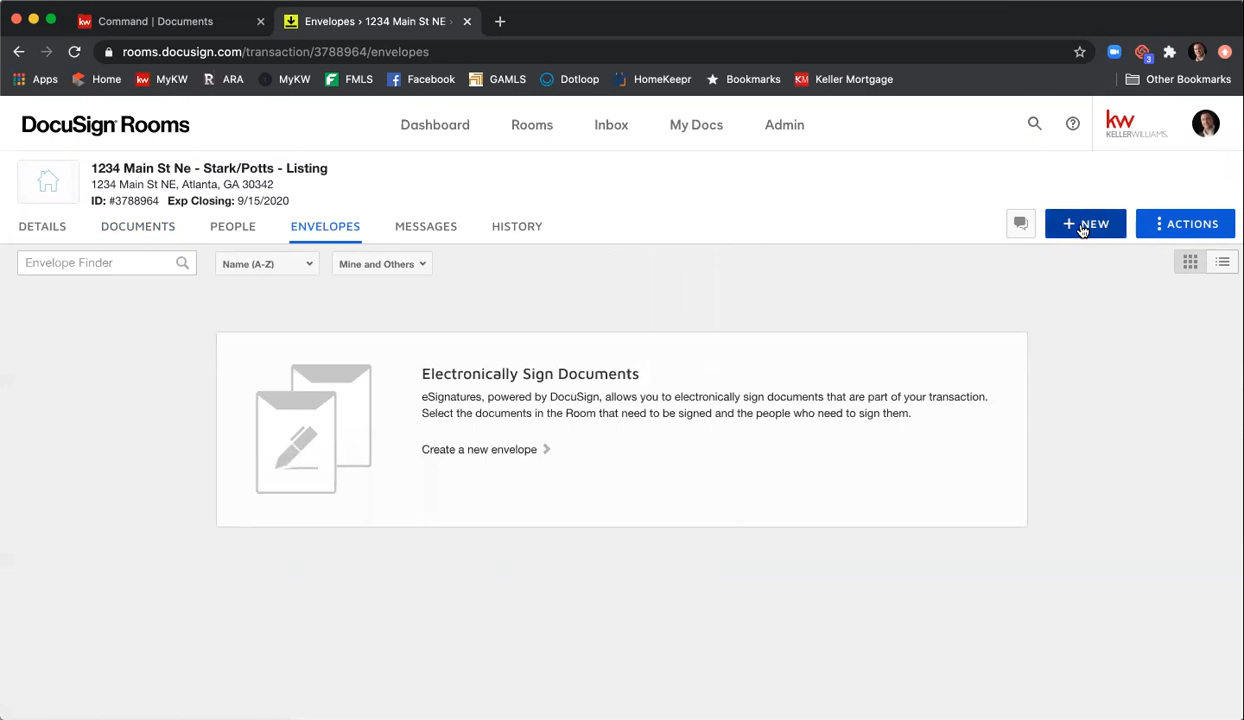 Command | Documents
Envelopes › 1234 Main St NE ›
rooms.docusign.com/transaction/3788964/envelopes
3
Apps
Home
kw MyKW
R ARA
MyKW
FMLS
Facebook
GAMLS
Dotloop
HomeKeepr
Bookmarks
KM Keller Mortgage
Other Bookmarks
DocuSign Rooms
Dashboard
Rooms
Inbox
My Docs
Admin
kw
KELLERWILLIAMS.
1234 Main St Ne - Stark/Potts - Listing
1234 Main St NE, Atlanta, GA 30342
ID: #3788964 Exp Closing: 9/15/2020
DETAILS
DOCUMENTS
PEOPLE
ENVELOPES
MESSAGES
HISTORY
+ NEW
ACTIONS
Envelope Finder
Name (A-Z)
Mine and Others
Electronically Sign Documents
eSignatures, powered by DocuSign, allows you to electronically sign documents that are part of your transaction.
Select the documents in the Room that need to be signed and the people who need to sign them.
Create a new envelope